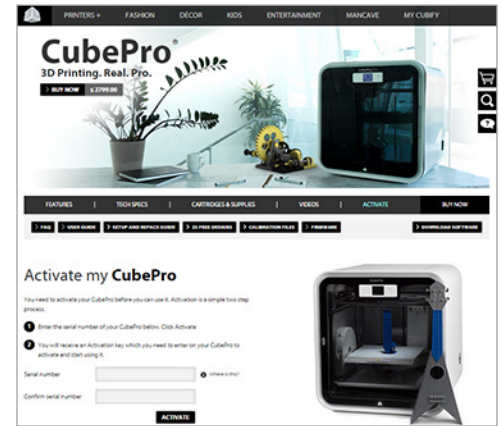 PRINTERS +
FASHION
DÉCOR
KIDS
ENTERTAINMENT
MANCAVE
MY CUBIFY
CubePro®
3D Printing. Real. Pro.
> BUY NOW $ 2799.00
FEATURES | TECH SPECS | CARTRIDGES & SUPPLIES | VIDEOS | ACTIVATE
BUY NOW
> FAQ
> USER GUIDE
> SETUP AND REPACK GUIDE
> 25 FREE DESIGNS
> CALIBRATION FILES
> FIRMWARE
> DOWNLOAD SOFTWARE
Activate my CubePro
You need to activate your CubePro before you can use it. Activation is a simple two step
process.
1 Enter the serial number of your CubePro below. Click Activate
2 You will receive an Activation key which you need to enter on your CubePro to
activate and start using it.
Serial number
(where is this?)
Confirm serial number
ACTIVATE